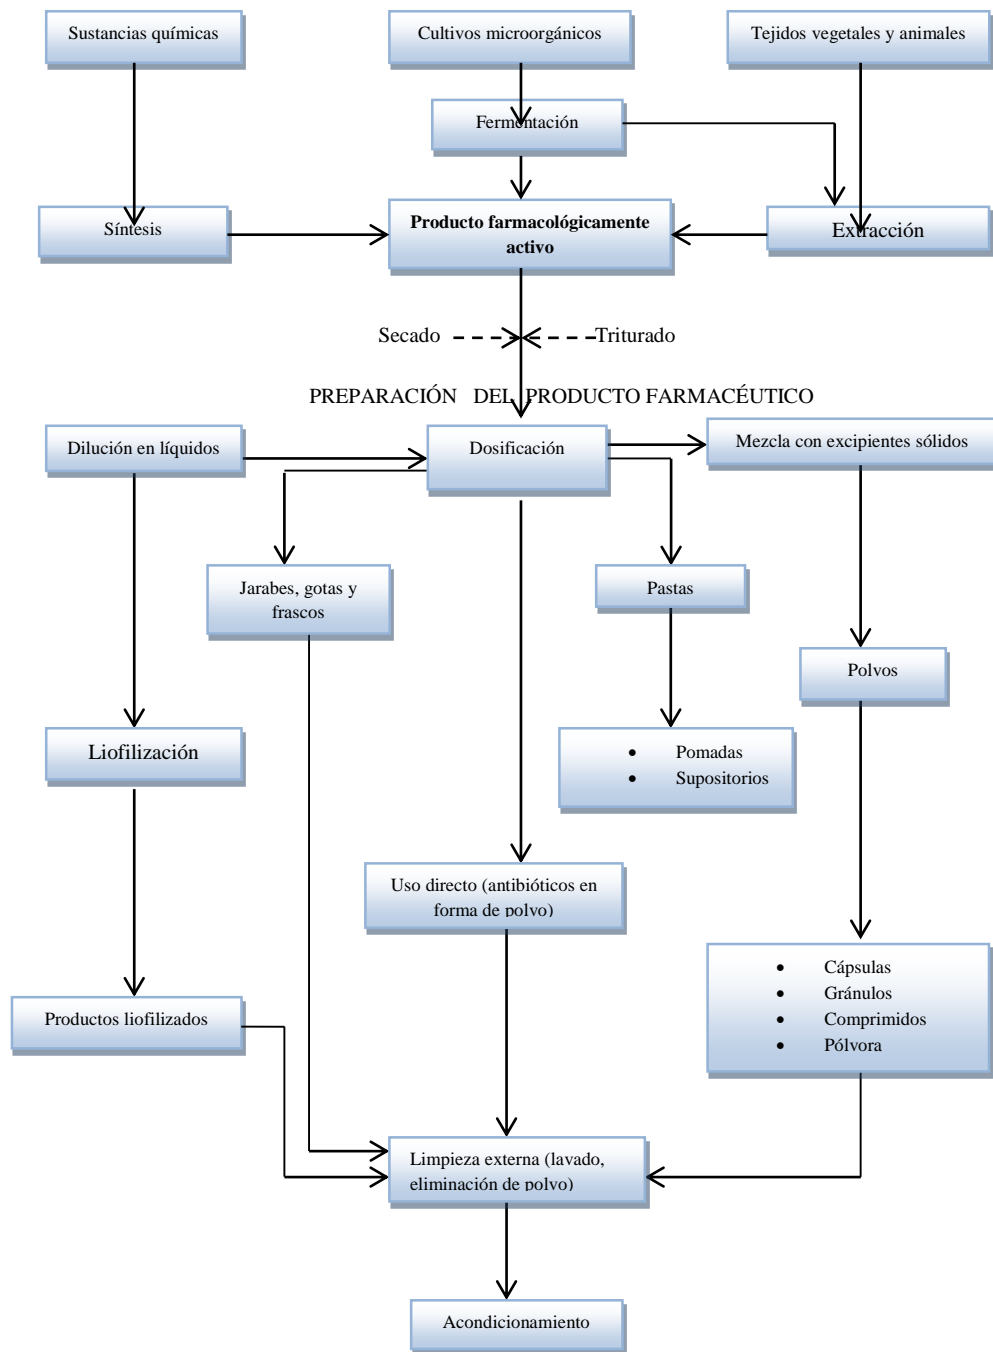 Sustancias químicas
Cultivos microorgánicos
Tejidos vegetales y animales
Fermentación
Síntesis
Producto farmacológicamente
activo
Extracción
Secado
Triturado
PREPARACIÓN DEL PRODUCTO FARMACÉUTICO
Dilución en líquidos
Dosificación
Mezcla con excipientes sólidos
Jarabes, gotas y
frascos
Pastas
Polvos
Liofilización
• Pomadas
• Supositorios
Uso directo (antibióticos en
forma de polvo)
• Cápsulas
• Gránulos
• Comprimidos
• Pólvora
Productos liofilizados
Limpieza externa (lavado,
eliminación de polvo)
Acondicionamiento